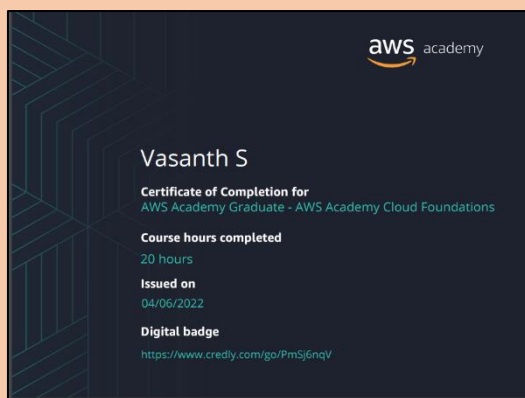 aws academy
Vasanth S
Certificate of Completion for
AWS Academy Graduate - AWS Academy Cloud Foundations
Course hours completed
20 hours
Issued on
04/06/2022
Digital badge
https://www.credly.com/go/PmSj6nqV